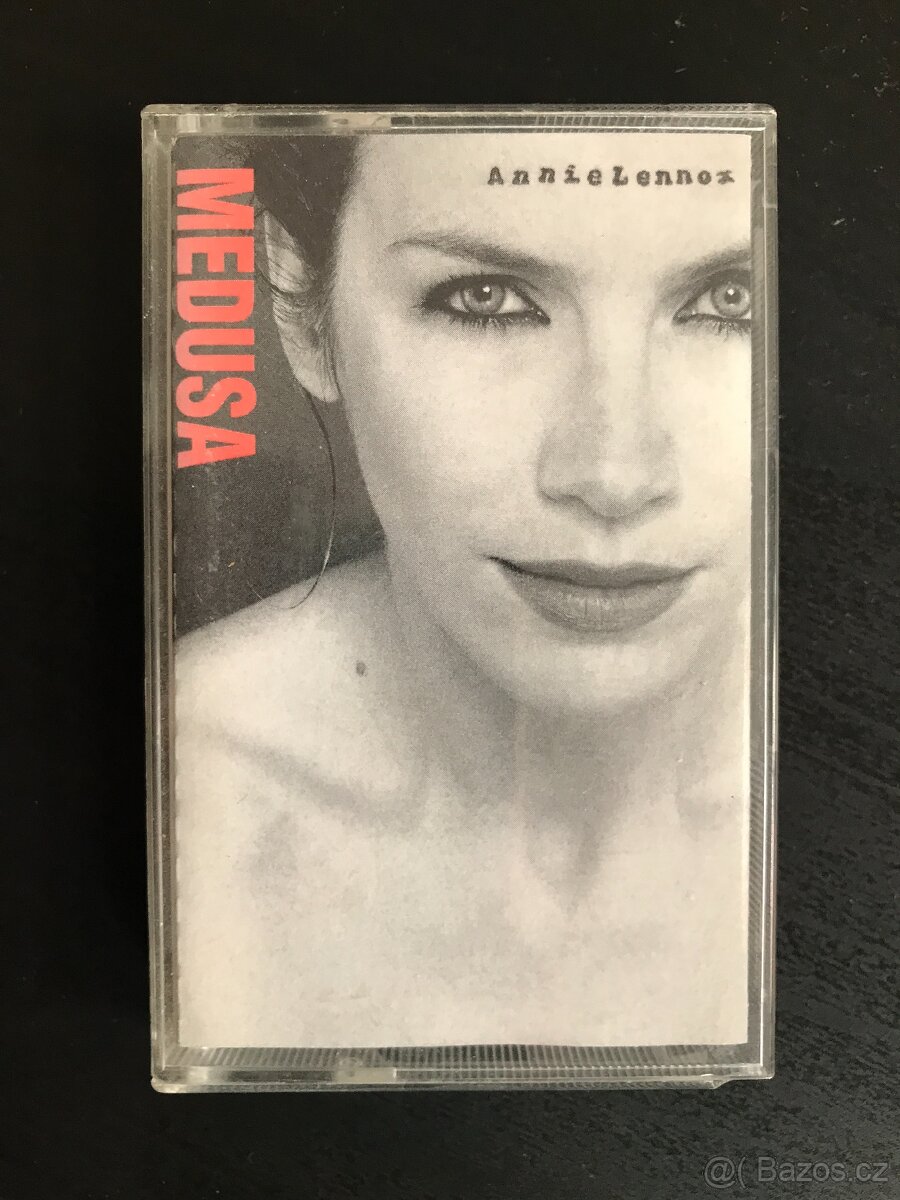 Annie Lennox
MEDUSA
@( Bazos.cz